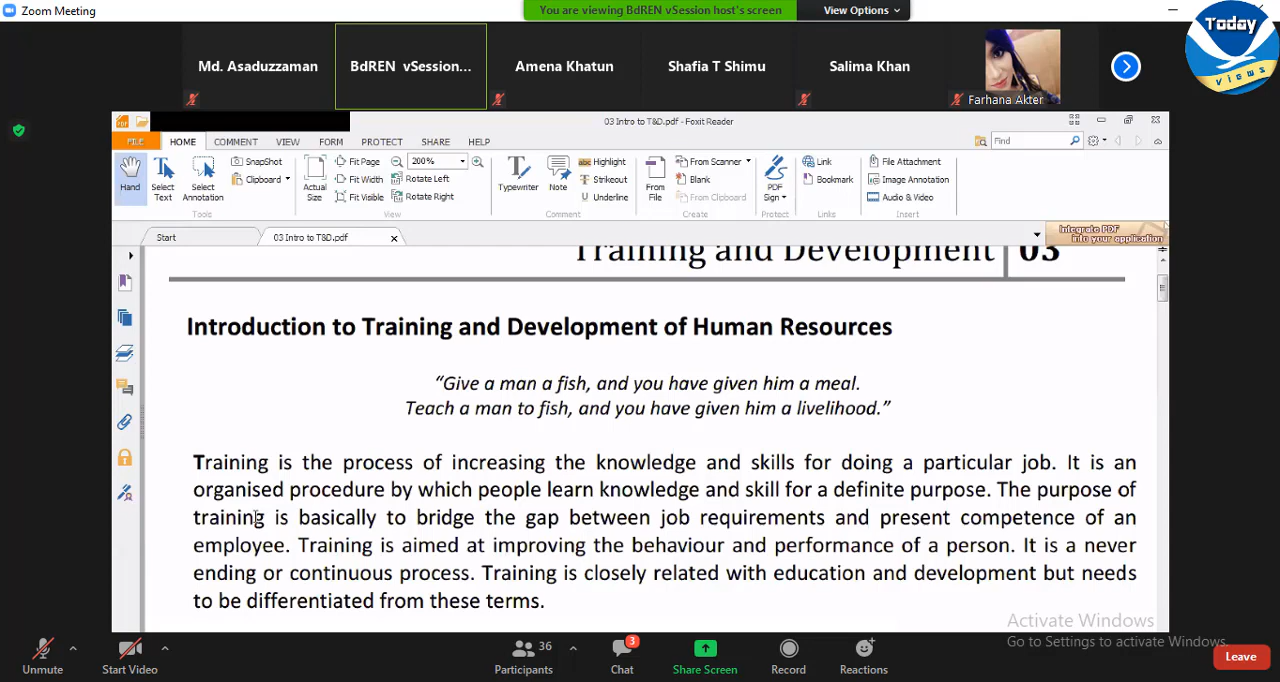 Zoom Meeting
You are viewing BdREN vSession host's screen
View Options
Today
views
Md. Asaduzzaman
BdREN vSession...
Amena Khatun
Shafia T Shimu
Salima Khan
Farhana Akter
03 Intro to T&D.pdf - Foxit Reader
FILE HOME COMMENT VIEW FORM PROTECT SHARE HELP
Find
Hand
Select Text
Select Annotation
SnapShot
Clipboard
Tools
Actual Size
Fit Page
Fit Width
Fit Visible
200%
Rotate Left
Rotate Right
View
Typewriter
Note
Highlight
Strikeout
Underline
Comment
From File
From Scanner
Blank
From Clipboard
Create
PDF Sign
Protect
Link
Bookmark
Links
File Attachment
Image Annotation
Audio & Video
Insert
Start
03 Intro to T&D.pdf
Integrate PDF
into your application
Training and Development 03
Introduction to Training and Development of Human Resources
“Give a man a fish, and you have given him a meal.
Teach a man to fish, and you have given him a livelihood.”
Training is the process of increasing the knowledge and skills for doing a particular job. It is an
organised procedure by which people learn knowledge and skill for a definite purpose. The purpose of
training is basically to bridge the gap between job requirements and present competence of an
employee. Training is aimed at improving the behaviour and performance of a person. It is a never
ending or continuous process. Training is closely related with education and development but needs
to be differentiated from these terms.
Activate Windows
Go to Settings to activate Windows.
Unmute
Start Video
36
Participants
3
Chat
Share Screen
Record
Reactions
Leave